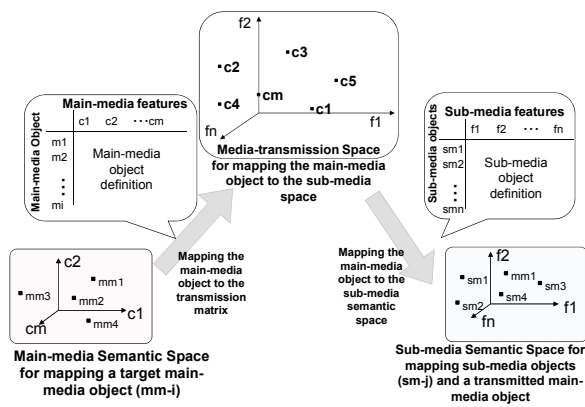 f2
c3
c2
c5
cm
c4
c1
fn
f1
Media-transmission Space
for mapping the main-media
object to the sub-media
space
Main-media features
c1 c2 ···cm
Main-media Object
m1
m2
⋮
mi
Main-media
object
definition
Sub-media features
f1 f2 ··· fn
Sub-media objects
sm1
sm2
⋮
smn
Sub-media
object
definition
Mapping the
main-media
object to the
transmission
matrix
Mapping
the main-
media
object to
the
sub-media
semantic
space
c2
mm1
mm3
mm2
c1
cm
mm4
Main-media Semantic Space
for mapping a target main-
media object (mm-i)
f2
sm1
mm1
sm3
sm4
sm2
f1
fn
Sub-media Semantic Space for
mapping sub-media objects
(sm-j) and a transmitted main-
media object